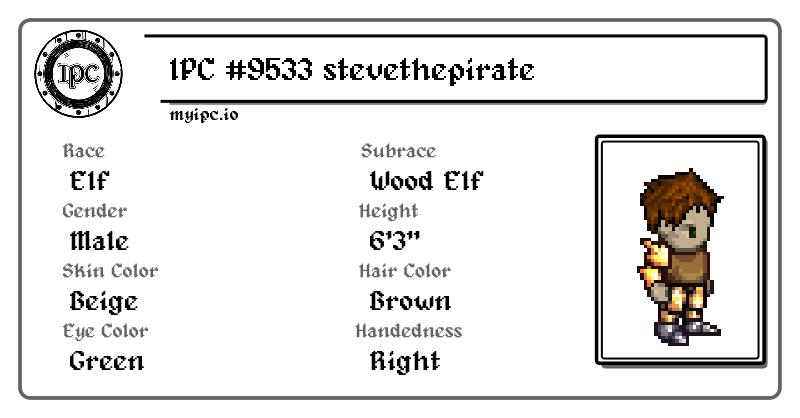 IPC
IPC #9533 stevethepirate
myipc.io
Race
Elf
Subrace
Wood Elf
Gender
Male
Height
6'3"
Skin Color
Beige
Hair Color
Brown
Eye Color
Green
Handedness
Right